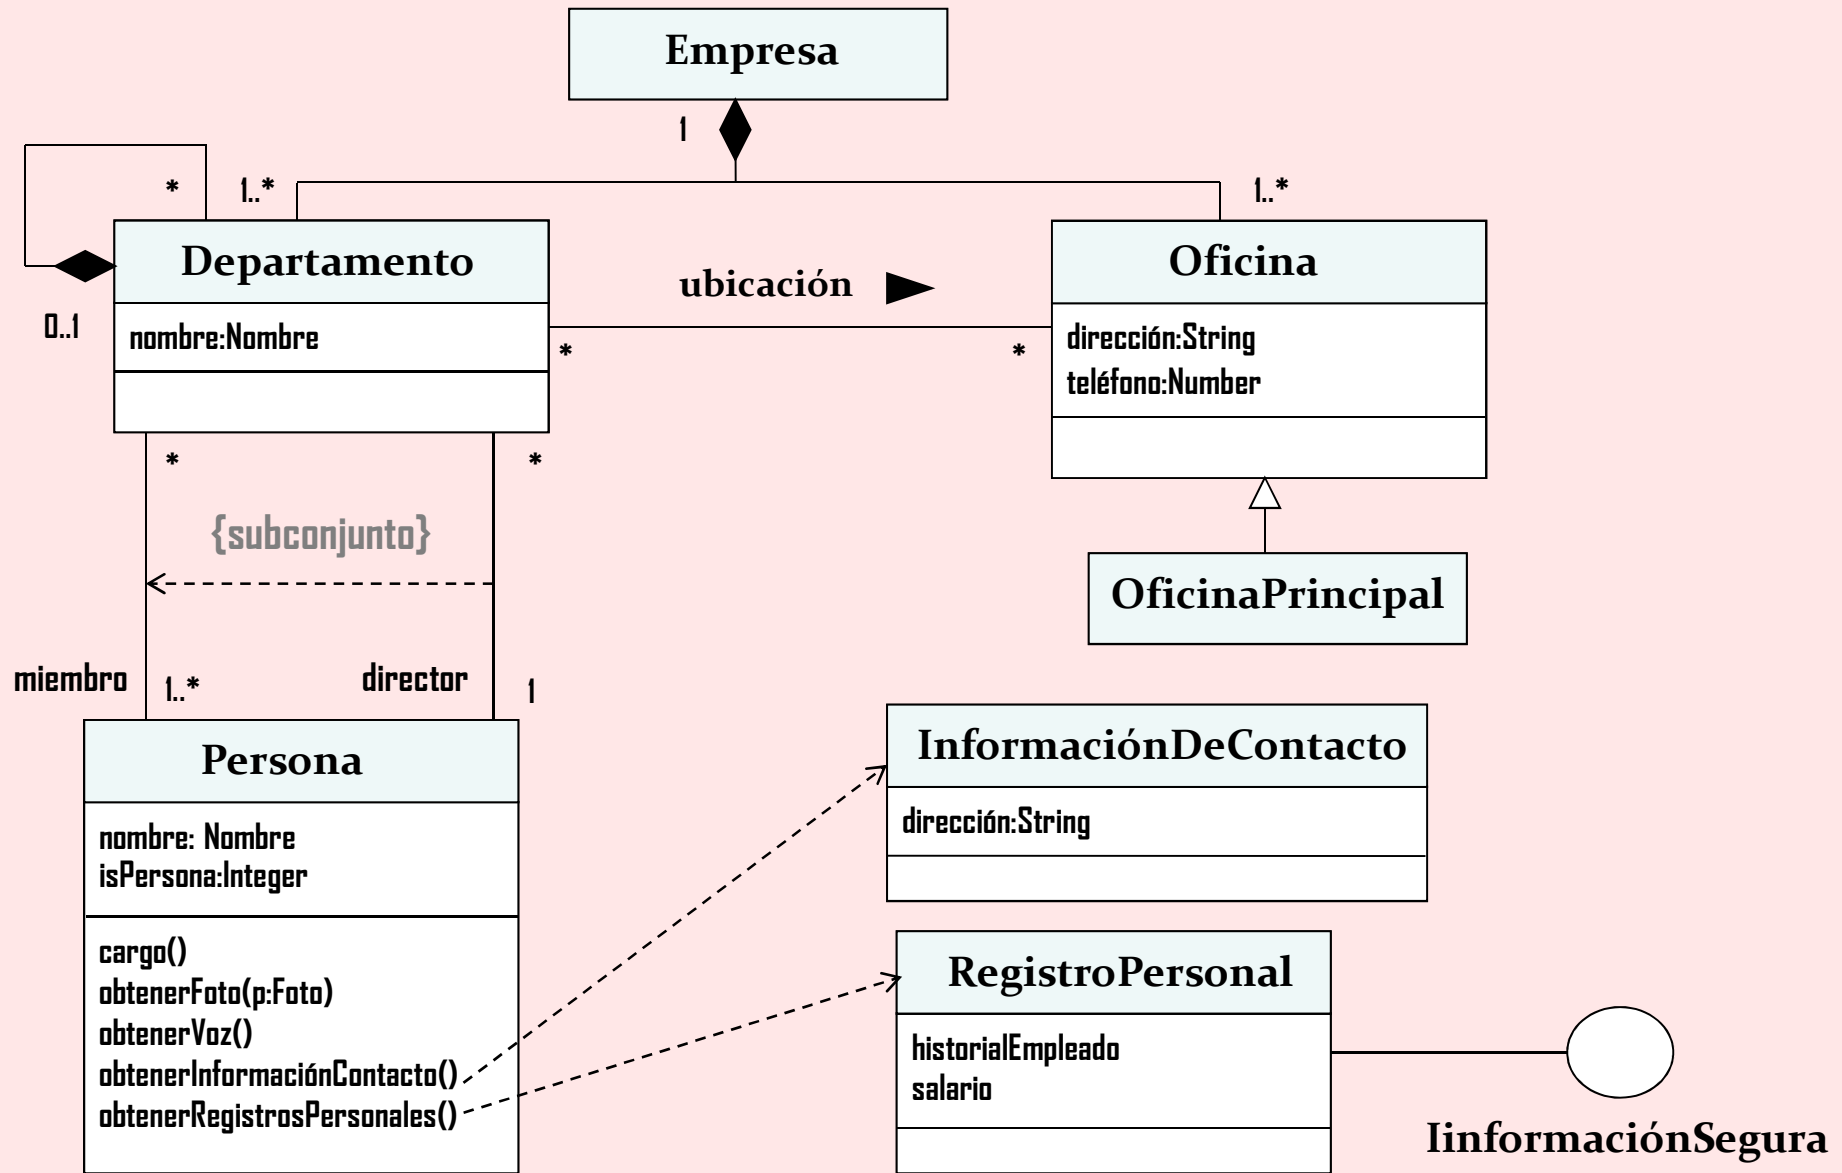 Empresa
1
*
1..*
1..*
Departamento
ubicación
Oficina
0..1
nombre:Nombre
*
*
dirección:String
teléfono:Number
*
*
{subconjunto}
OficinaPrincipal
miembro
1..*
director
1
Persona
InformaciónDeContacto
nombre: Nombre
isPersona:Integer
dirección:String
cargo()
obtenerFoto(p:Foto)
obtenerVoz()
obtenerInformaciónContacto()
obtenerRegistrosPersonales()
RegistroPersonal
historialEmpleado
salario
IinformaciónSegura